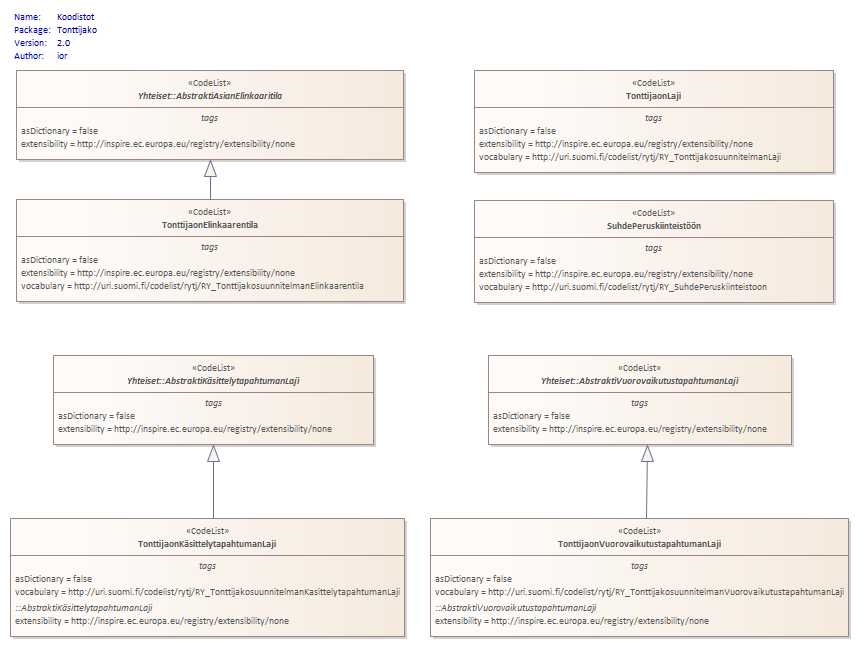 Name: Koodistot
Package: Tonttijako
Version: 2.0
Author: ior
«CodeList»
Yhteiset::AbstraktiAsianElinkaaritila
tags
asDictionary = false
extensibility = http://inspire.ec.europa.eu/registry/extensibility/none
«CodeList»
TonttijaonLaji
tags
asDictionary = false
extensibility = http://inspire.ec.europa.eu/registry/extensibility/none
vocabulary = http://uri.suomi.fi/codelist/rytj/RY_TonttijakosuunnitelmanLaji
«CodeList»
TonttijaonElinkaarentila
tags
asDictionary = false
extensibility = http://inspire.ec.europa.eu/registry/extensibility/none
vocabulary = http://uri.suomi.fi/codelist/rytj/RY_TonttijakosuunnitelmanElinkaarentila
«CodeList»
SuhdePeruskiinteistöön
tags
asDictionary = false
extensibility = http://inspire.ec.europa.eu/registry/extensibility/none
vocabulary = http://uri.suomi.fi/codelist/rytj/RY_SuhdePeruskiinteistoon
«CodeList»
Yhteiset::AbstraktiKäsittelytapahtumanLaji
tags
asDictionary = false
extensibility = http://inspire.ec.europa.eu/registry/extensibility/none
«CodeList»
Yhteiset::AbstraktiVuorovaikutustapahtumanLaji
tags
asDictionary = false
extensibility = http://inspire.ec.europa.eu/registry/extensibility/none
«CodeList»
TonttijaonKäsittelytapahtumanLaji
tags
asDictionary = false
vocabulary = http://uri.suomi.fi/codelist/rytj/RY_TonttijakosuunnitelmanKasittelytapahtumanLaji
::AbstraktiKäsittelytapahtumanLaji
extensibility = http://inspire.ec.europa.eu/registry/extensibility/none
«CodeList»
TonttijaonVuorovaikutustapahtumanLaji
tags
asDictionary = false
vocabulary = http://uri.suomi.fi/codelist/rytj/RY_TonttijakosuunnitelmanVuorovaikutustapahtumanLaji
::AbstraktiVuorovaikutustapahtumanLaji
extensibility = http://inspire.ec.europa.eu/registry/extensibility/none